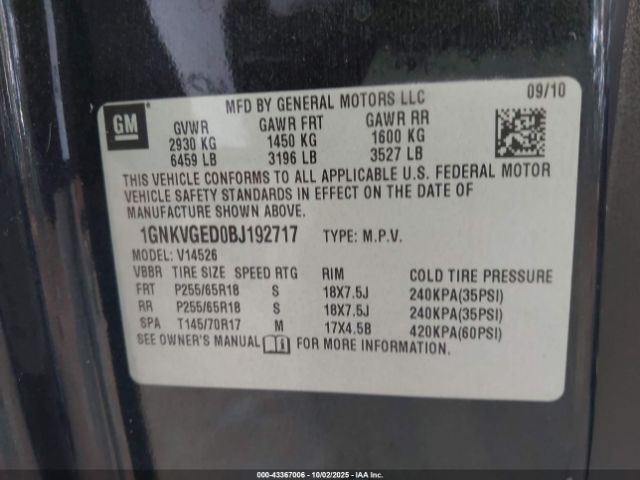 GM
MFD BY GENERAL MOTORS LLC 09/10
GVWR GAWR FRT GAWR RR
2930 KG 1450 KG 1600 KG
6459 LB 3196 LB 3527 LB
THIS VEHICLE CONFORMS TO ALL APPLICABLE U.S. FEDERAL MOTOR
VEHICLE SAFETY STANDARDS IN EFFECT ON THE DATE OF
MANUFACTURE SHOWN ABOVE.
1GNKVGED0BJ192717 TYPE: M.P.V.
MODEL: V14526
VBBR TIRE SIZE SPEED RTG RIM COLD TIRE PRESSURE
FRT P255/65R18 S 18X7.5J 240KPA(35PSI)
RR P255/65R18 S 18X7.5J 240KPA(35PSI)
SPA T145/70R17 M 17X4.5B 420KPA(60PSI)
SEE OWNER'S MANUAL FOR MORE INFORMATION.
000-43367006 - 10/02/2025 - IAAI.COM